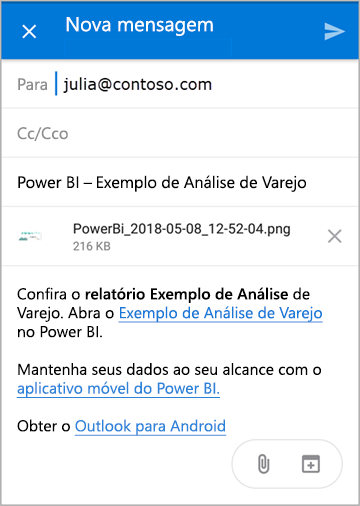 Nova mensagem
Para julia@contoso.com
Cc/Cco
Power BI – Exemplo de Análise de Varejo
PowerBi_2018-05-08_12-52-04.png
216 KB
Confira o relatório Exemplo de Análise de
Varejo. Abra o Exemplo de Análise de Varejo
no Power BI.
Mantenha seus dados ao seu alcance com o
aplicativo móvel do Power BI.
Obter o Outlook para Android